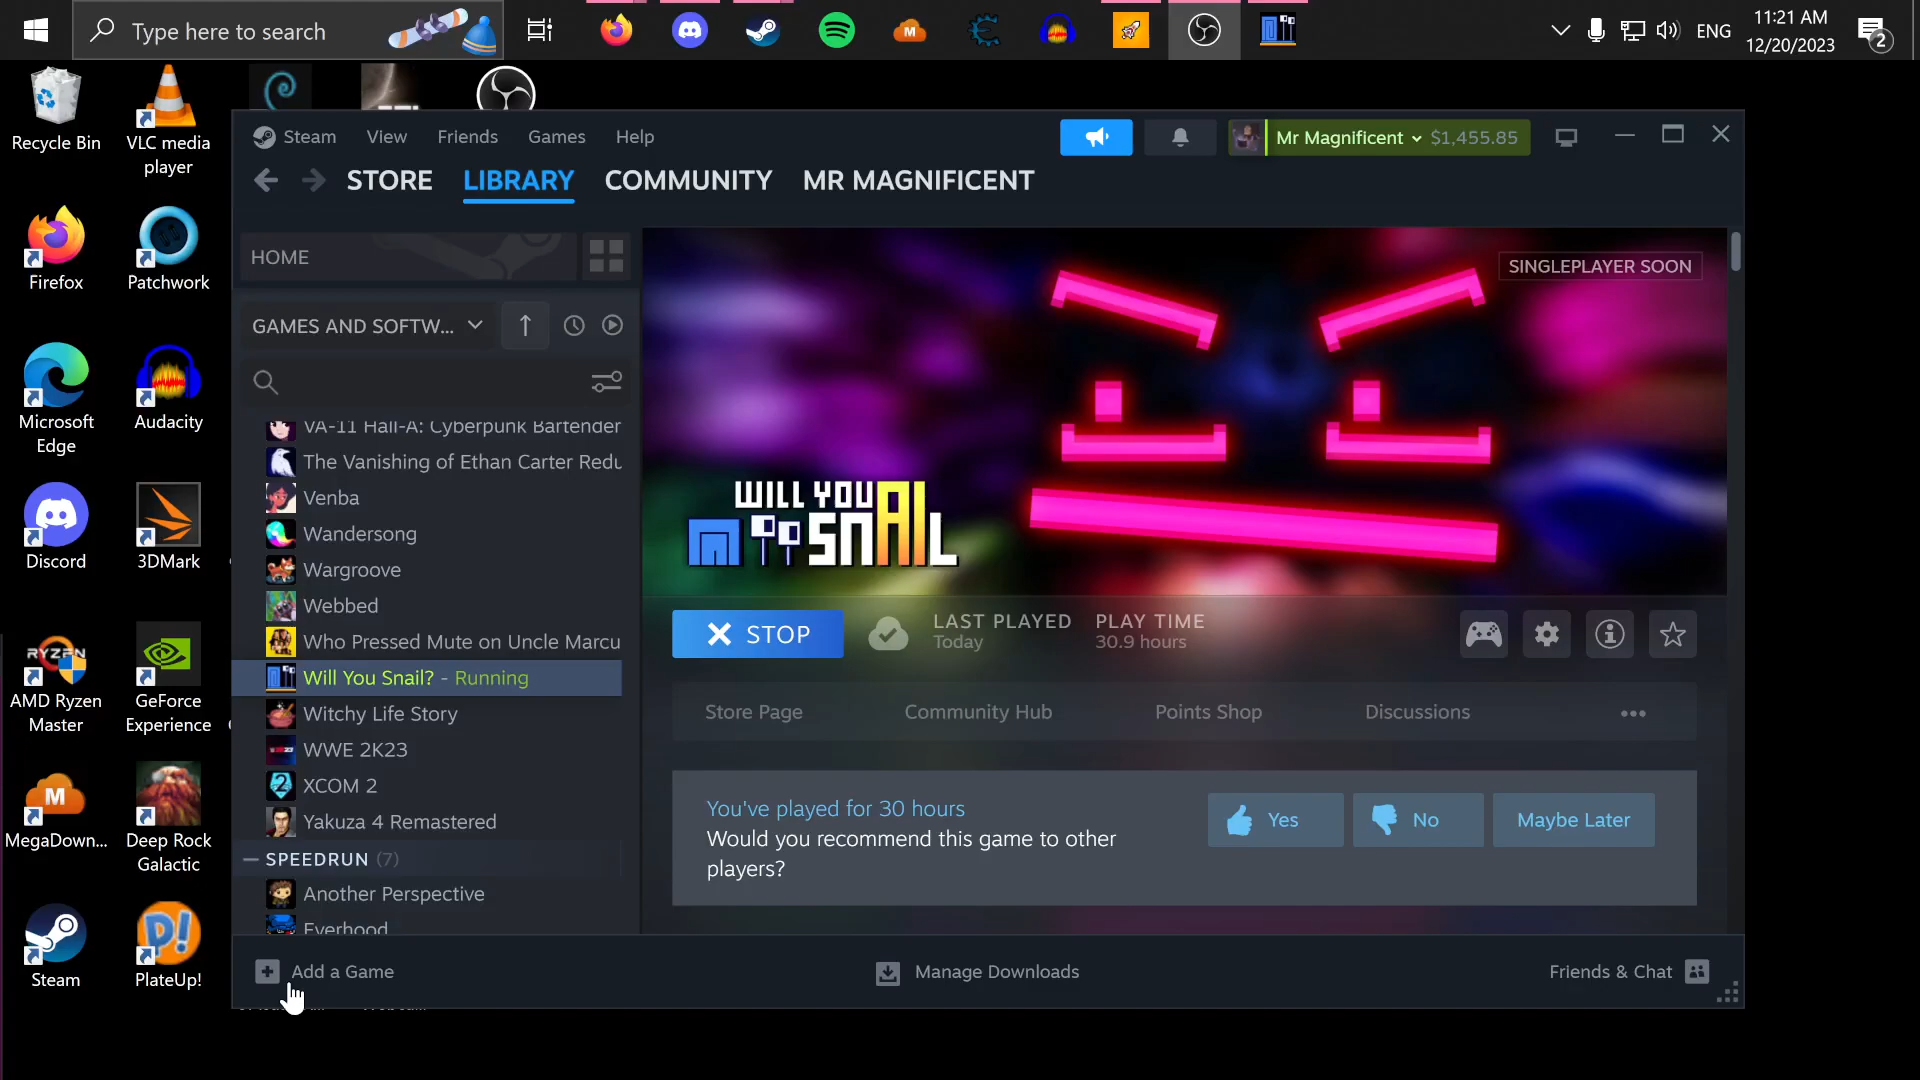 Type here to search
ENG
11:21 AM
12/20/2023
2
Recycle Bin
VLC media
player
Firefox
Patchwork
Microsoft
Edge
Audacity
Discord
3DMark
AMD Ryzen
Master
GeForce
Experience
MegaDown...
Deep Rock
Galactic
Steam
PlateUp!
Steam View Friends Games Help
Mr Magnificent $1,455.85
STORE LIBRARY COMMUNITY MR MAGNIFICENT
HOME
GAMES AND SOFTW...
VA-11 Hall-A: Cyberpunk Bartender
The Vanishing of Ethan Carter Redu
Venba
Wandersong
Wargroove
Webbed
Who Pressed Mute on Uncle Marcu
Will You Snail? - Running
Witchy Life Story
WWE 2K23
XCOM 2
Yakuza 4 Remastered
SPEEDRUN (7)
Another Perspective
Everhood
SINGLEPLAYER SOON
WILL YOU
SNAIL
STOP
LAST PLAYED
Today
PLAY TIME
30.9 hours
Store Page Community Hub Points Shop Discussions
You've played for 30 hours
Would you recommend this game to other
players?
Yes No Maybe Later
Add a Game
Manage Downloads
Friends & Chat